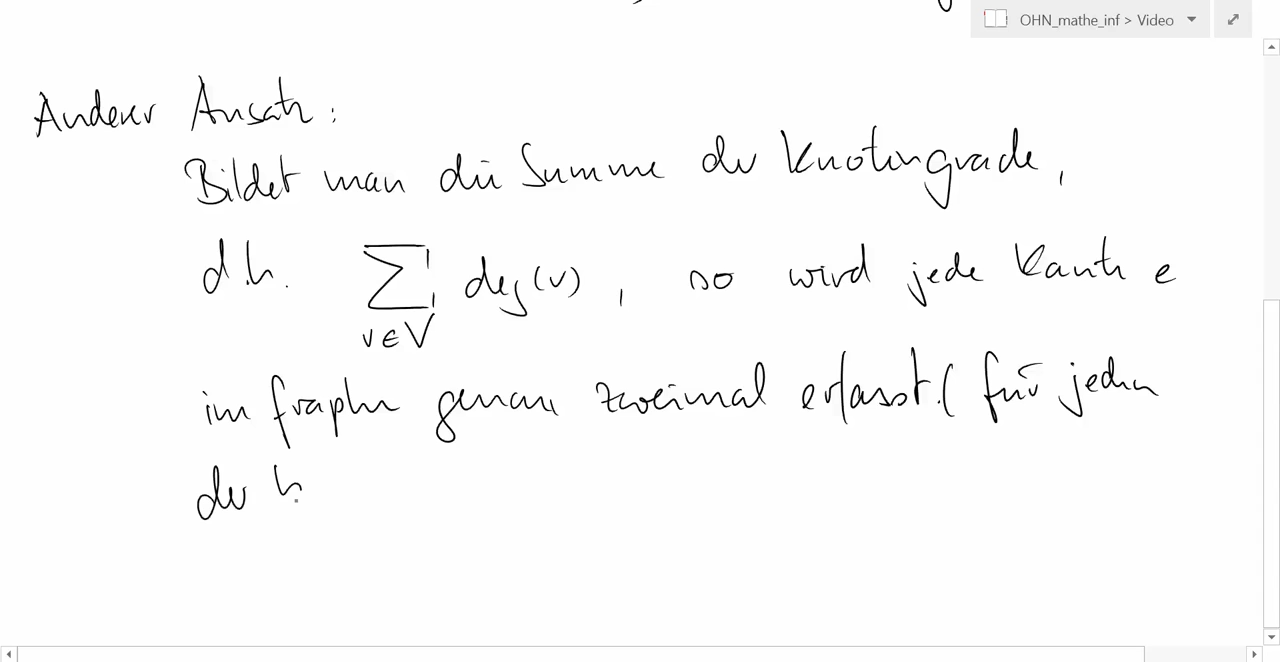 OHN_mathe_inf > Video
Anderer Ansatz:
Bildet man die Summe der Knotengrade,
d.h. ∑ deg(v), so wird jede Kante e
v∈V
im Graphen genau zweimal erfasst. (für jeden
der